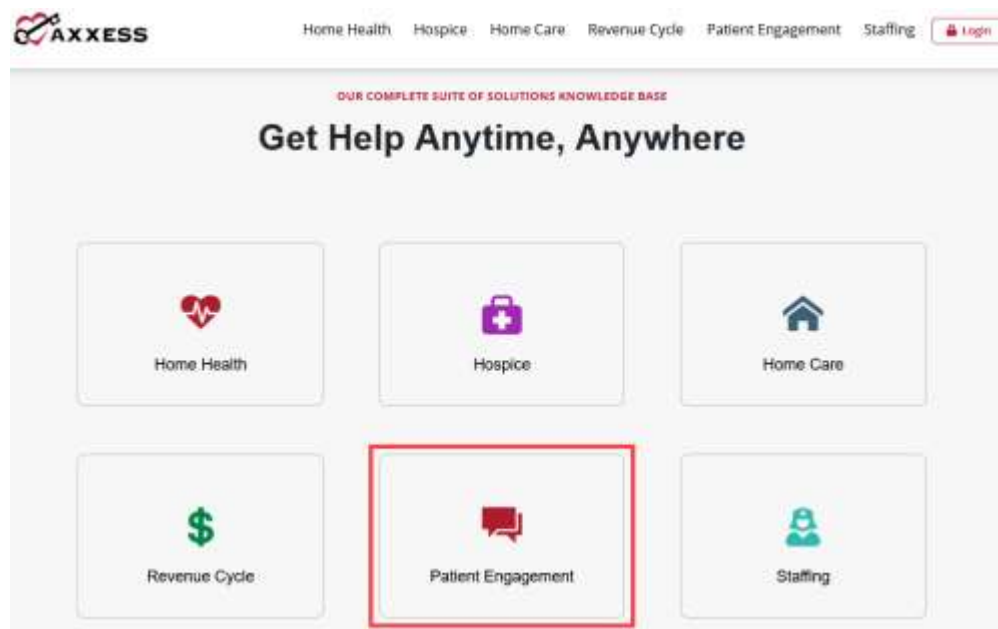 AXXESS
Home Health Hospice Home Care Revenue Cycle Patient Engagement Staffing Login
OUR COMPLETE SUITE OF SOLUTIONS KNOWLEDGE BASE
Get Help Anytime, Anywhere
Home Health
Hospice
Home Care
Revenue Cycle
Patient Engagement
Staffing